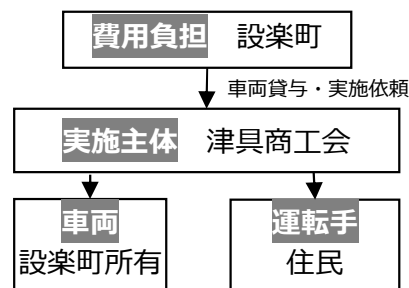 費用負担 設楽町
車両貸与・実施依頼
実施主体 津具商工会
車両
設楽町所有
運転手
住民